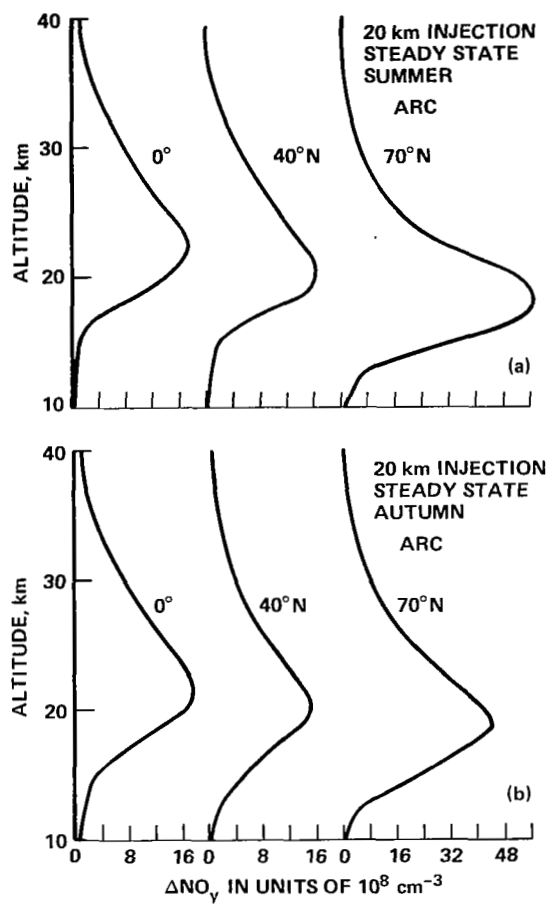 40
20 km INJECTION
STEADY STATE
SUMMER
ARC
30
0°
40°N
70°N
ALTITUDE, km
20
(a)
10
40
20 km INJECTION
STEADY STATE
AUTUMN
ARC
30
0°
40°N
70°N
ALTITUDE, km
20
(b)
10
0 8 16 0 8 16 0 16 32 48
ΔNOy IN UNITS OF 10⁸ cm⁻³